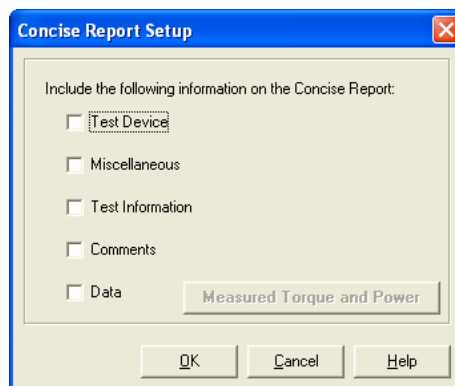 Concise Report Setup
Include the following information on the Concise Report:
Test Device
Miscellaneous
Test Information
Comments
Data
Measured Torque and Power
OK
Cancel
Help